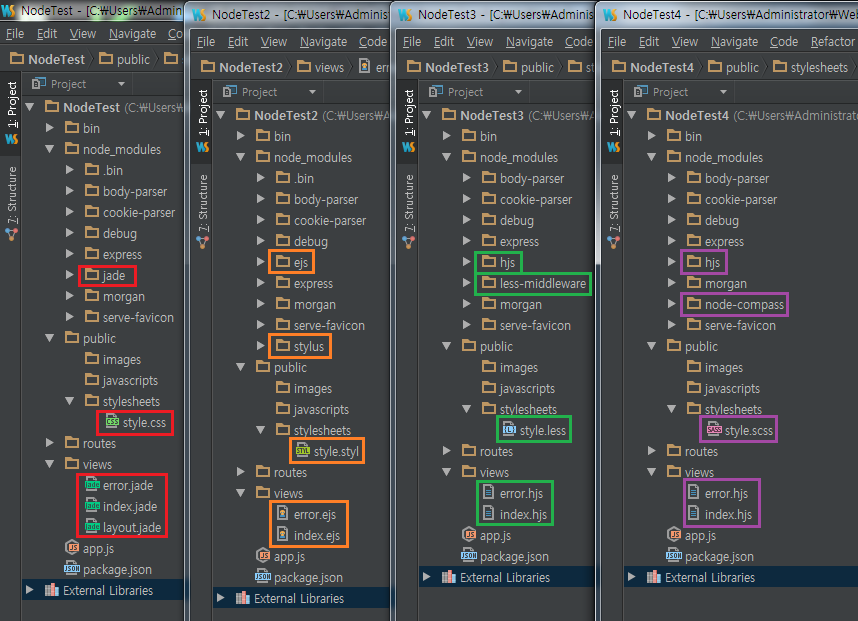 NodeTest - [C:₩Users₩Admini
File Edit View Navigate Co
NodeTest public
Project
1: Project
7: Structure
NodeTest (C:₩Users₩
bin
node_modules
.bin
body-parser
cookie-parser
debug
express
jade
morgan
serve-favicon
public
images
javascripts
stylesheets
style.css
routes
views
error.jade
index.jade
layout.jade
app.js
package.json
External Libraries
NodeTest2 - [C:₩Users₩Administr
File Edit View Navigate Code
NodeTest2 views err
Project
1: Project
7: Structure
NodeTest2 (C:₩Users₩A
bin
node_modules
.bin
body-parser
cookie-parser
debug
ejs
express
morgan
serve-favicon
stylus
public
images
javascripts
stylesheets
style.styl
routes
views
error.ejs
index.ejs
app.js
package.json
External Libraries
NodeTest3 - [C:₩Users₩Administr
File Edit View Navigate Code
NodeTest3 public st
Project
1: Project
7: Structure
NodeTest3 (C:₩Users₩A
bin
node_modules
body-parser
cookie-parser
debug
express
hjs
less-middleware
morgan
serve-favicon
public
images
javascripts
stylesheets
style.less
routes
views
error.hjs
index.hjs
app.js
package.json
External Libraries
NodeTest4 - [C:₩Users₩Administrator₩We
File Edit View Navigate Code Refactor
NodeTest4 public stylesheets
Project
1: Project
7: Structure
NodeTest4 (C:₩Users₩Administrato
bin
node_modules
body-parser
cookie-parser
debug
express
hjs
morgan
node-compass
serve-favicon
public
images
javascripts
stylesheets
style.scss
routes
views
error.hjs
index.hjs
app.js
package.json
External Libraries